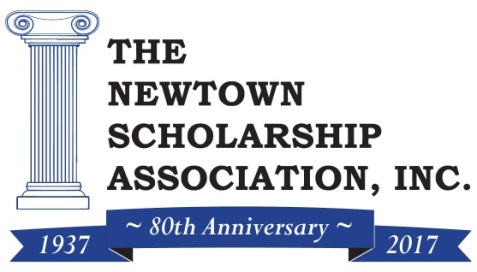 THE
NEWTOWN
SCHOLARSHIP
ASSOCIATION, INC.
~ 80th Anniversary ~
1937
2017